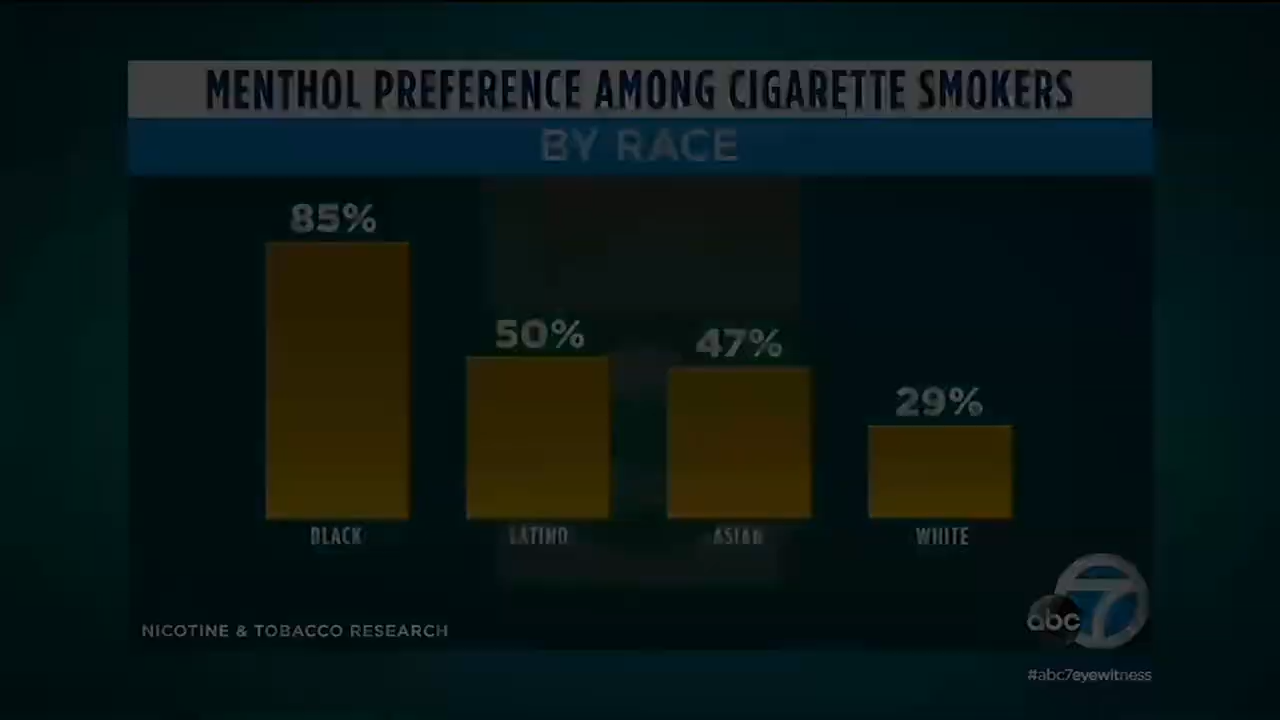 MENTHOL PREFERENCE AMONG CIGARETTE SMOKERS
BY RACE
85%
50%
47%
29%
BLACK
LATINO
ASIAN
WHITE
NICOTINE & TOBACCO RESEARCH
abc 7
#abc7eyewitness